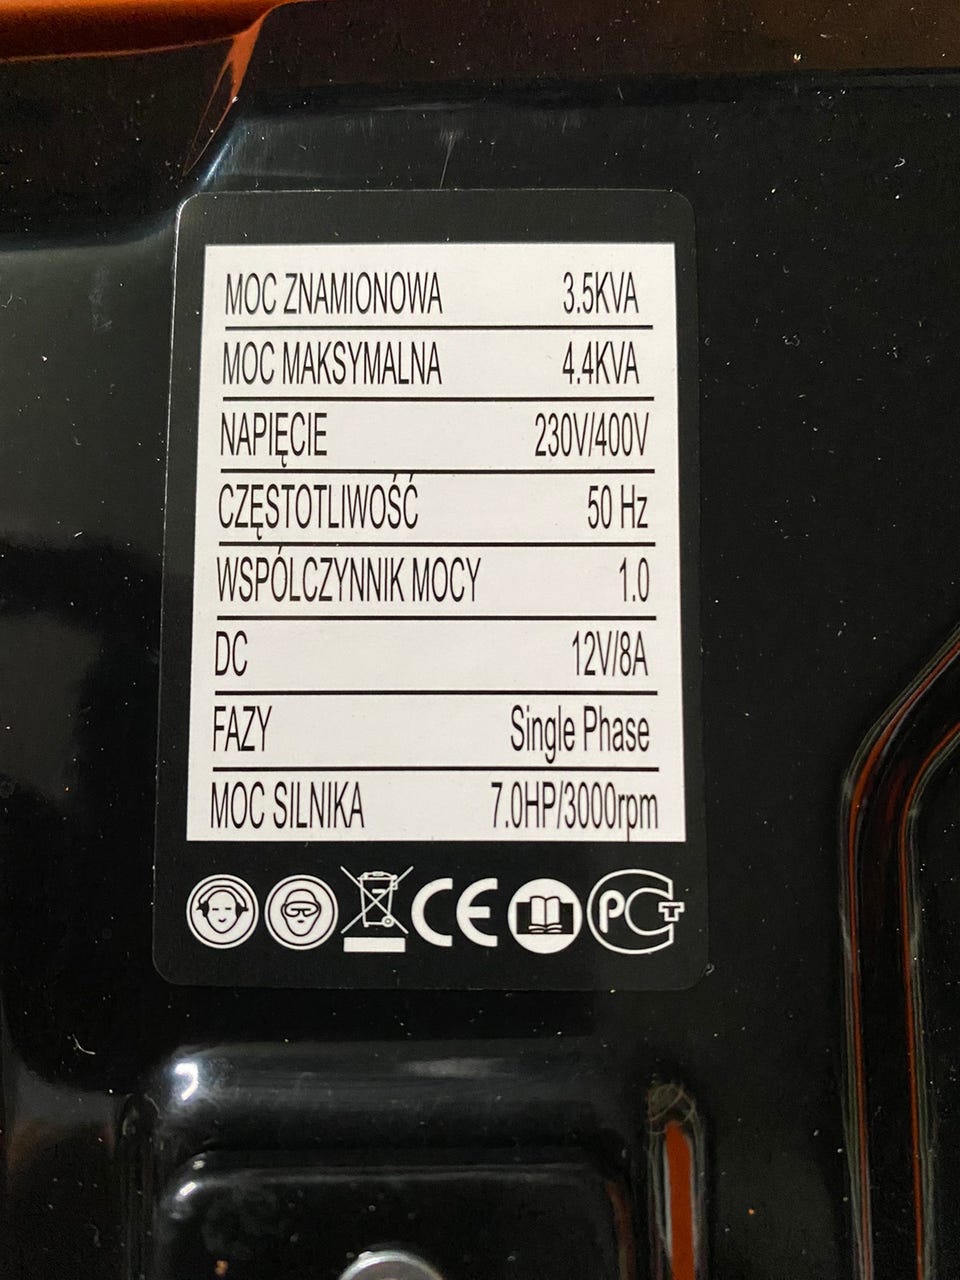 MOC ZNAMIONOWA 3.5KVA
MOC MAKSYMALNA 4.4KVA
NAPIĘCIE 230V/400V
CZĘSTOTLIWOŚĆ 50 Hz
WSPÓLCZYNNIK MOCY 1.0
DC 12V/8A
FAZY Single Phase
MOC SILNIKA 7.0HP/3000rpm
CE PCT